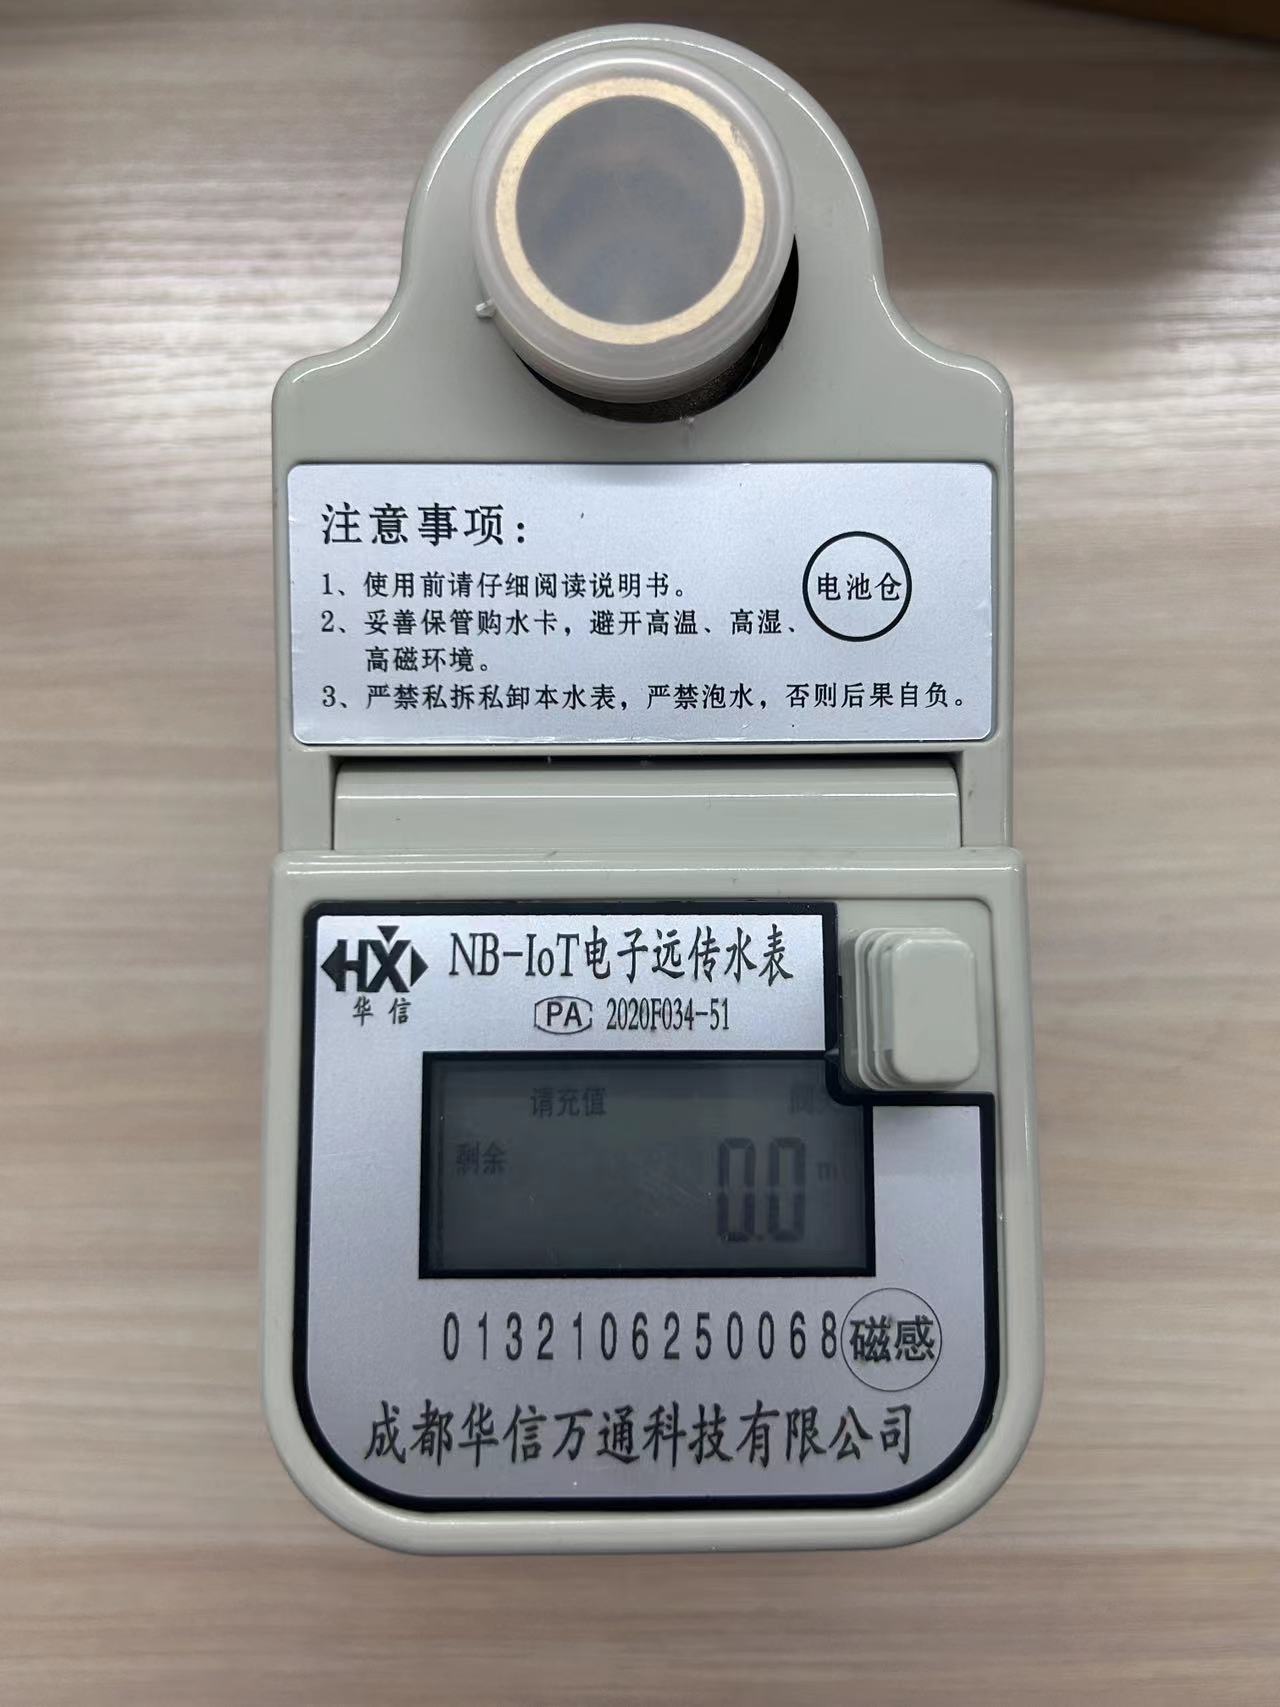 注意事项：
1、使用前请仔细阅读说明书。
电池仓
2、妥善保管购水卡，避开高温、高湿、
高磁环境。
3、严禁私拆私卸本水表，严禁泡水，否则后果自负。
HX
华信
NB-IoT电子远传水表
PA 2020F034-51
请充值
剩余 0.0
0132106250068
磁感
成都华信万通科技有限公司